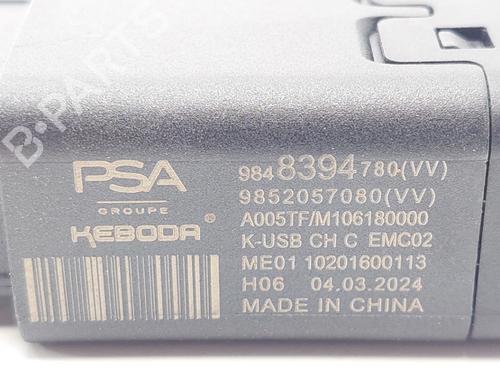 B-PARTS
PSA
GROUPE
KEBODA®
9848394780(VV)
9852057080(VV)
A005TF/M106180000
K-USB CH C EMC02
ME01 10201600113
H06 04.03.2024
MADE IN CHINA